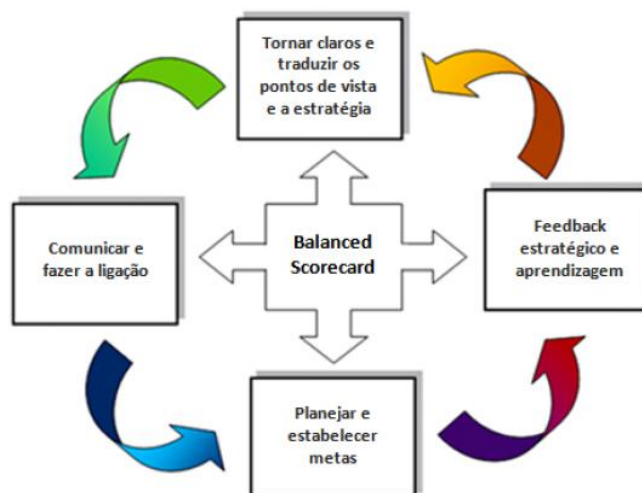 Tornar claros e
traduzir os
pontos de vista
e a estratégia
Comunicar e
fazer a ligação
Balanced
Scorecard
Feedback
estratégico e
aprendizagem
Planejar e
estabelecer
metas